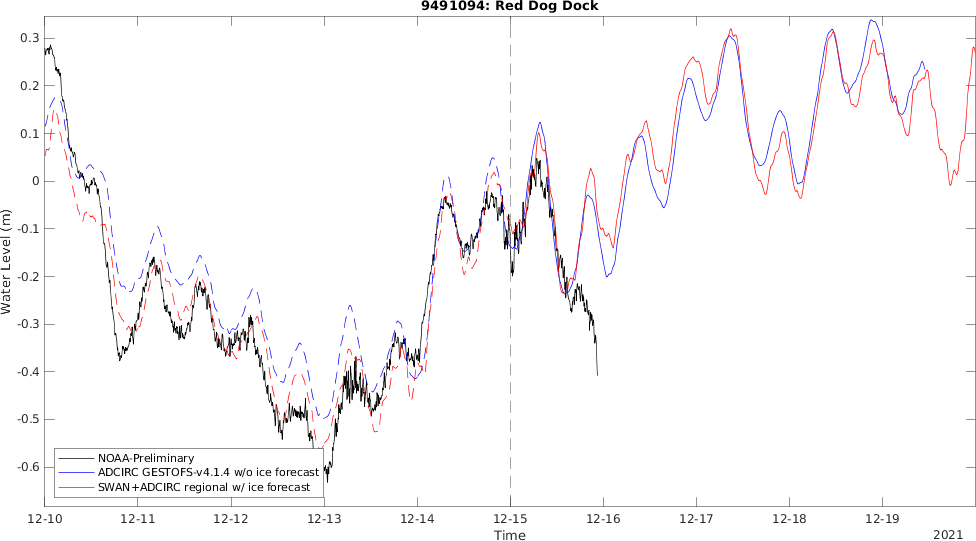 9491094: Red Dog Dock
Water Level (m)
0.3
0.2
0.1
0
-0.1
-0.2
-0.3
-0.4
-0.5
-0.6
NOAA-Preliminary
ADCIRC GESTOFS-v4.1.4 w/o ice forecast
SWAN+ADCIRC regional w/ ice forecast
12-10 12-11 12-12 12-13 12-14 12-15 12-16 12-17 12-18 12-19
Time
2021